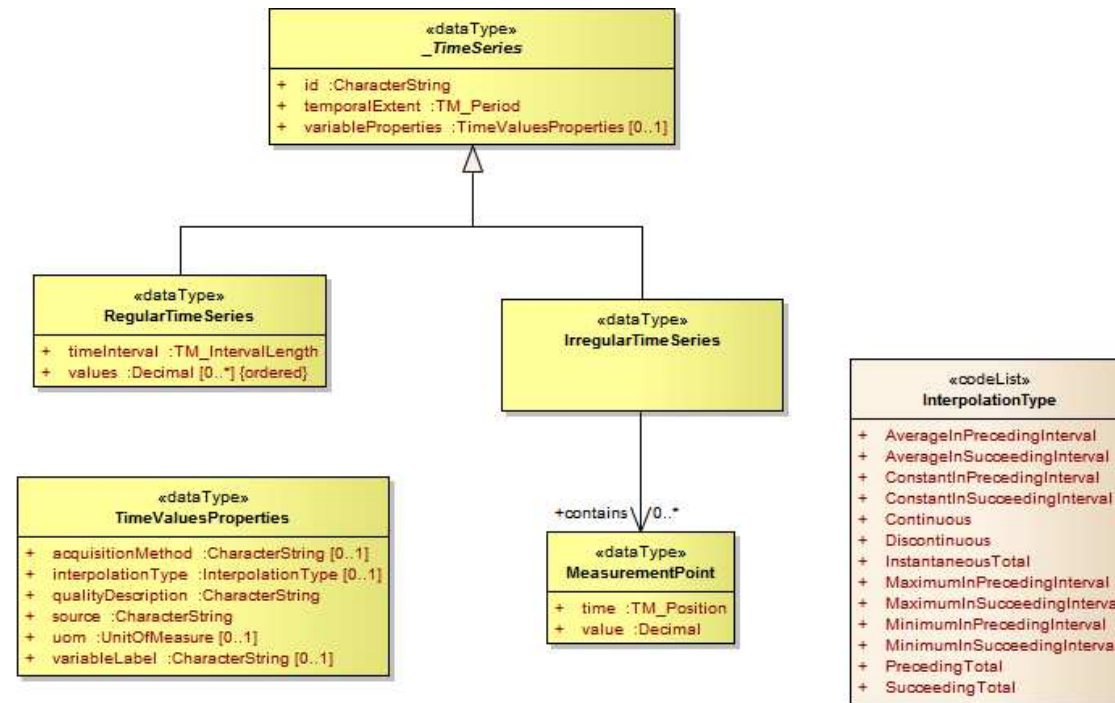 «dataType»
_TimeSeries
+ id :CharacterString
+ temporalExtent :TM_Period
+ variableProperties :TimeValuesProperties [0..1]
«dataType»
RegularTimeSeries
+ timeInterval :TM_IntervalLength
+ values :Decimal [0..*] {ordered}
«dataType»
IrregularTimeSeries
«codeList»
InterpolationType
+ AverageInPrecedingInterval
+ AverageInSucceedingInterval
+ ConstantInPrecedingInterval
+ ConstantInSucceedingInterval
+ Continuous
+ Discontinuous
+ InstantaneousTotal
+ MaximumInPrecedingInterval
+ MaximumInSucceedingInterva
+ MinimumInPrecedingInterval
+ MinimumInSucceedingInterva
+ PrecedingTotal
+ SucceedingTotal
«dataType»
TimeValuesProperties
+ acquisitionMethod :CharacterString [0..1]
+ interpolationType :InterpolationType [0..1]
+ qualityDescription :CharacterString
+ source :CharacterString
+ uom :UnitOfMeasure [0..1]
+ variableLabel :CharacterString [0..1]
+contains 0..*
«dataType»
MeasurementPoint
+ time :TM_Position
+ value :Decimal